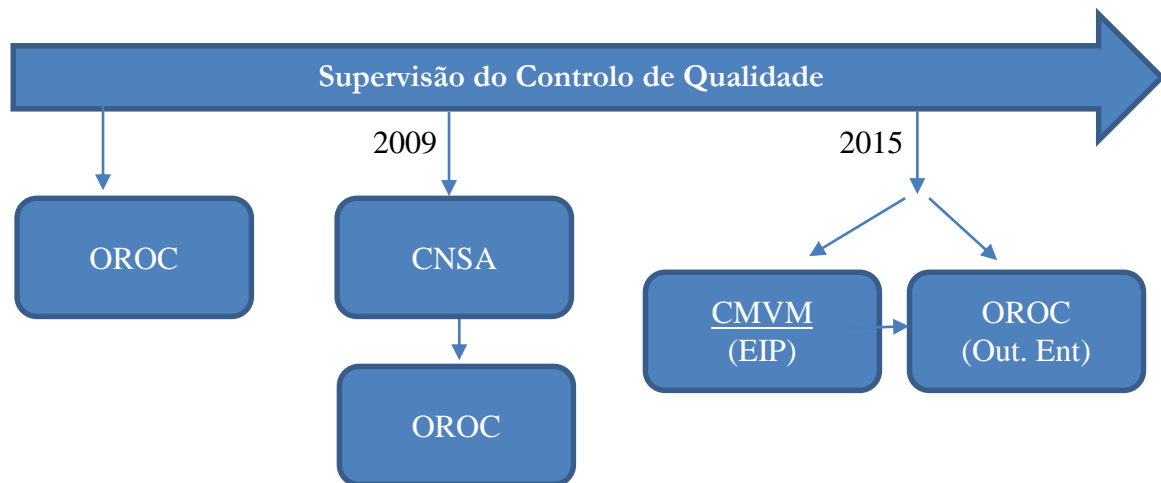 Supervisão do Controlo de Qualidade
2009
2015
OROC
CNSA
OROC
CMVM
(EIP)
OROC
(Out. Ent)